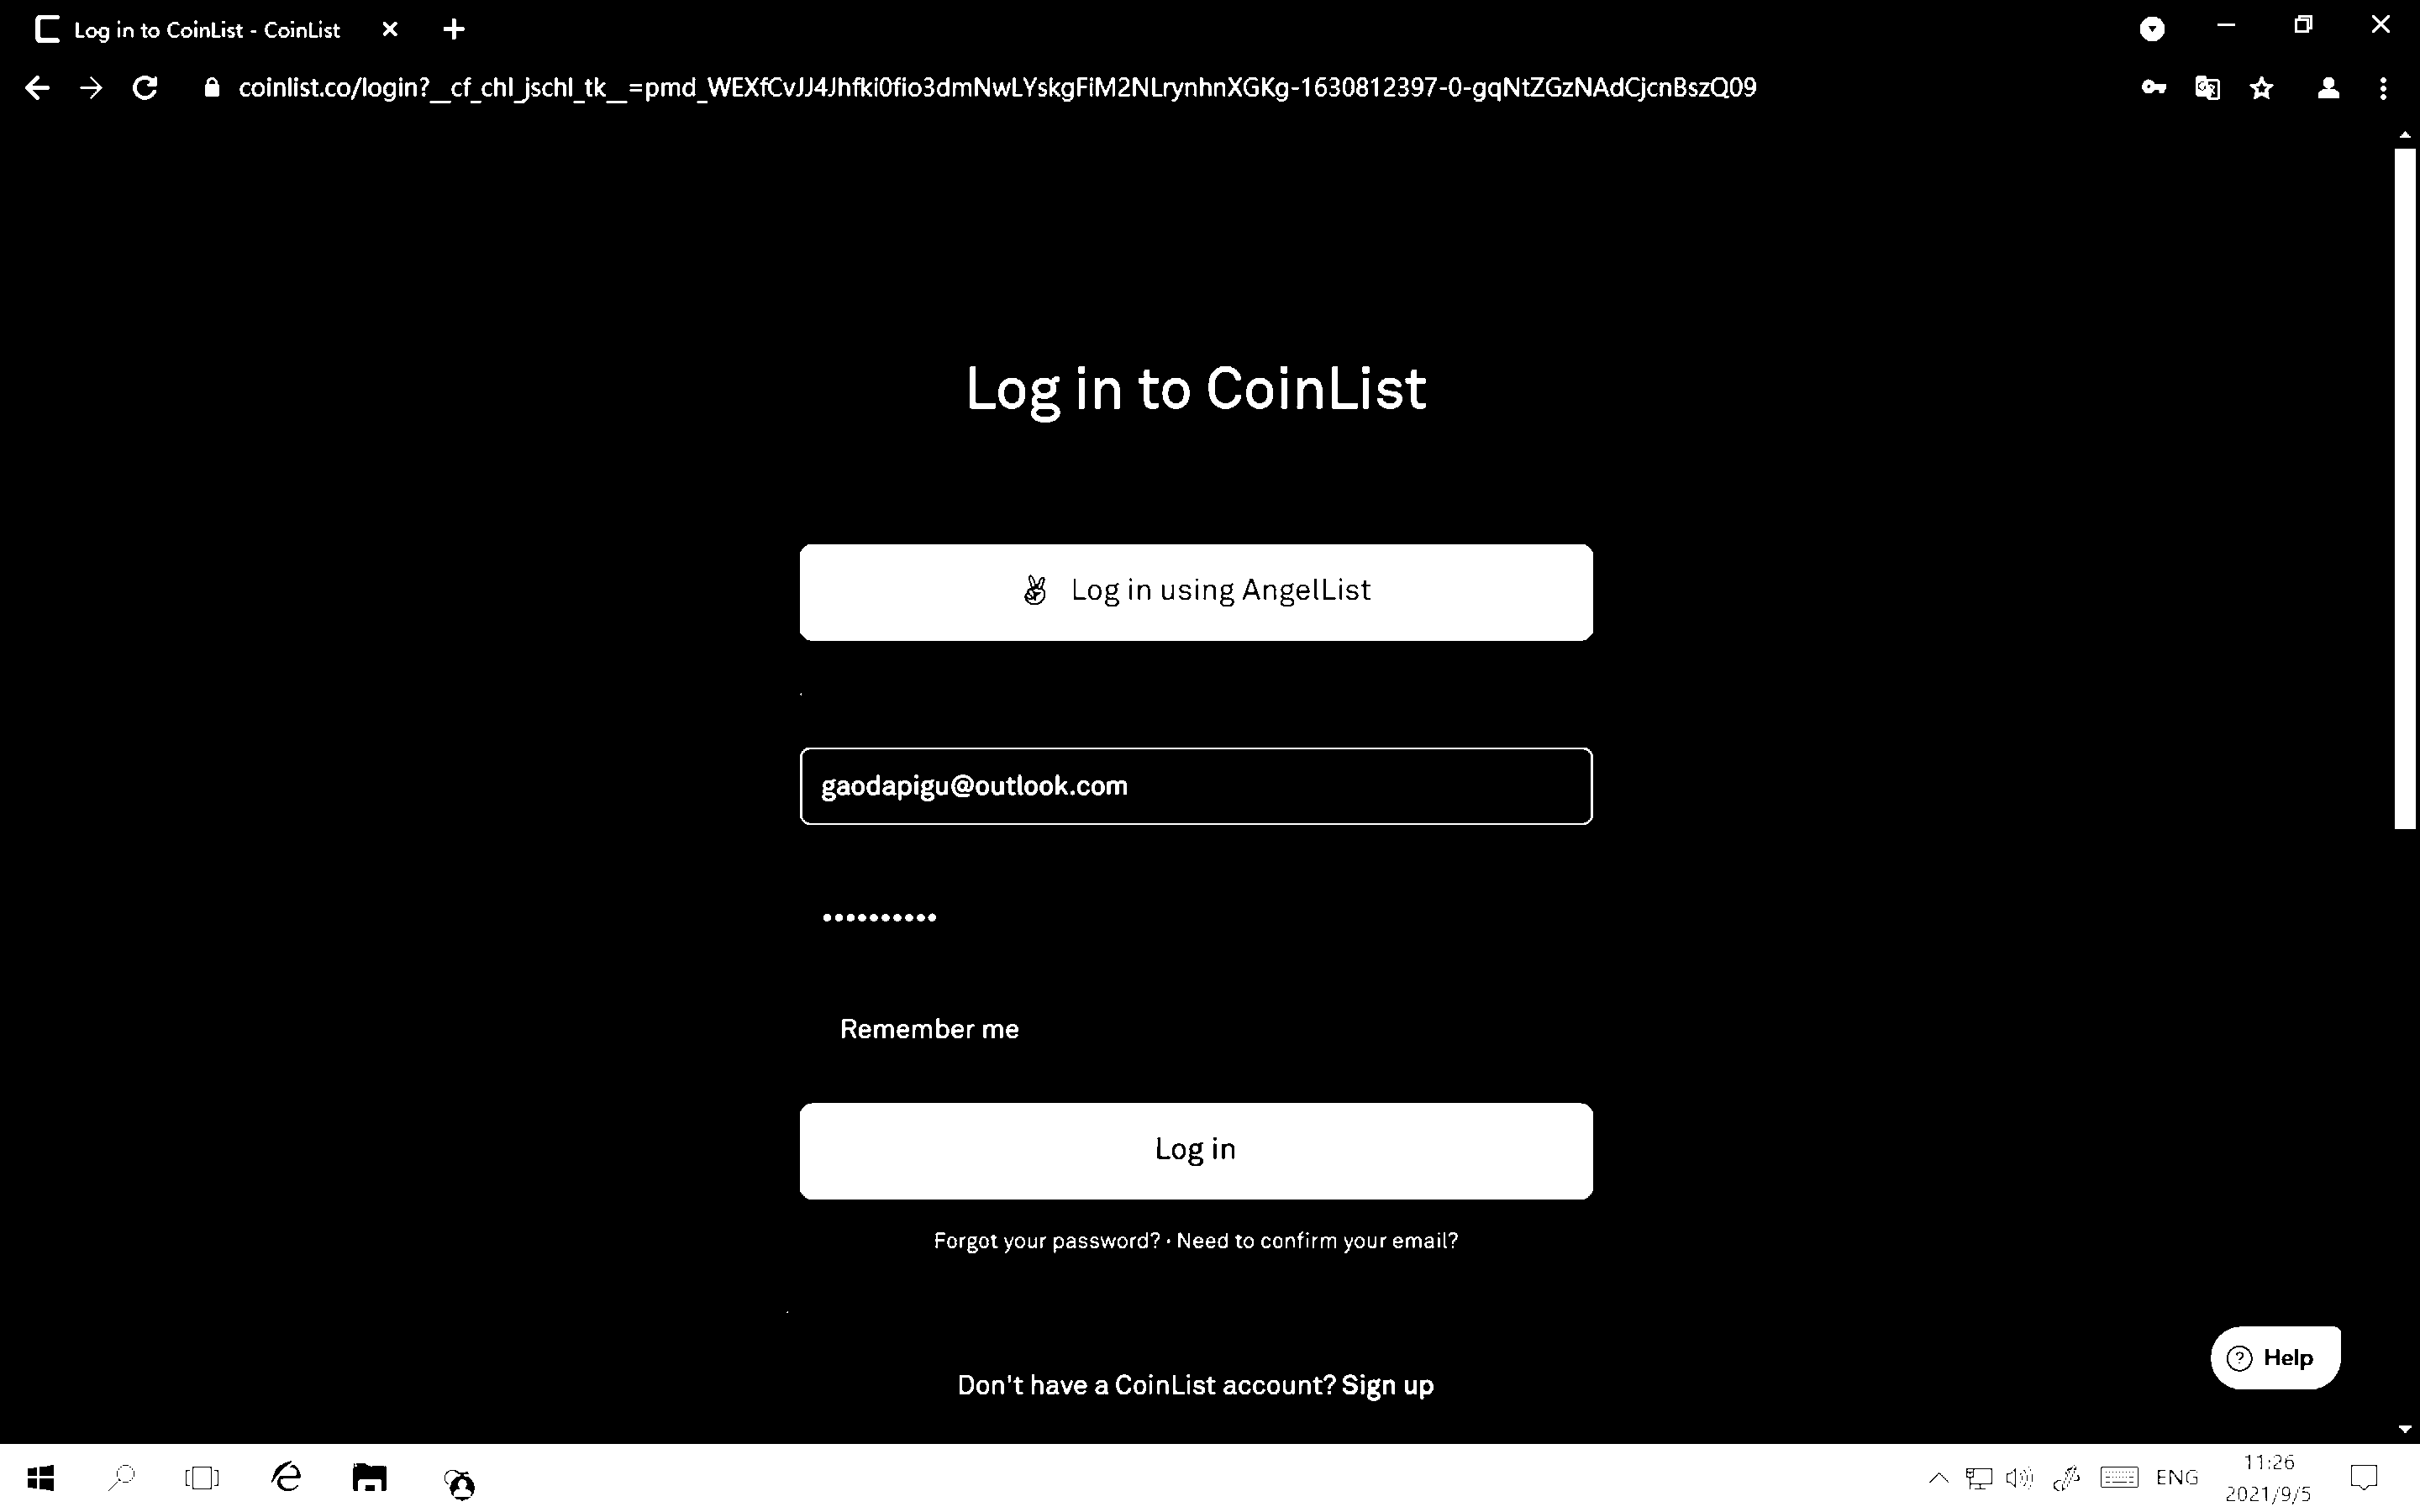 Log in to CoinList - CoinList
coinlist.co/login?__cf_chl_jschl_tk__=pmd_WEXfCvJJ4Jhfki0fio3dmNwLYskgFiM2NLrynhnXGKg-1630812397-0-gqNtZGzNAdCjcnBszQ09
Log in to CoinList
Log in using AngelList
gaodapigu@outlook.com
••••••••••
Remember me
Log in
Forgot your password? · Need to confirm your email?
Help
Don't have a CoinList account? Sign up
ENG
11:26
2021/9/5